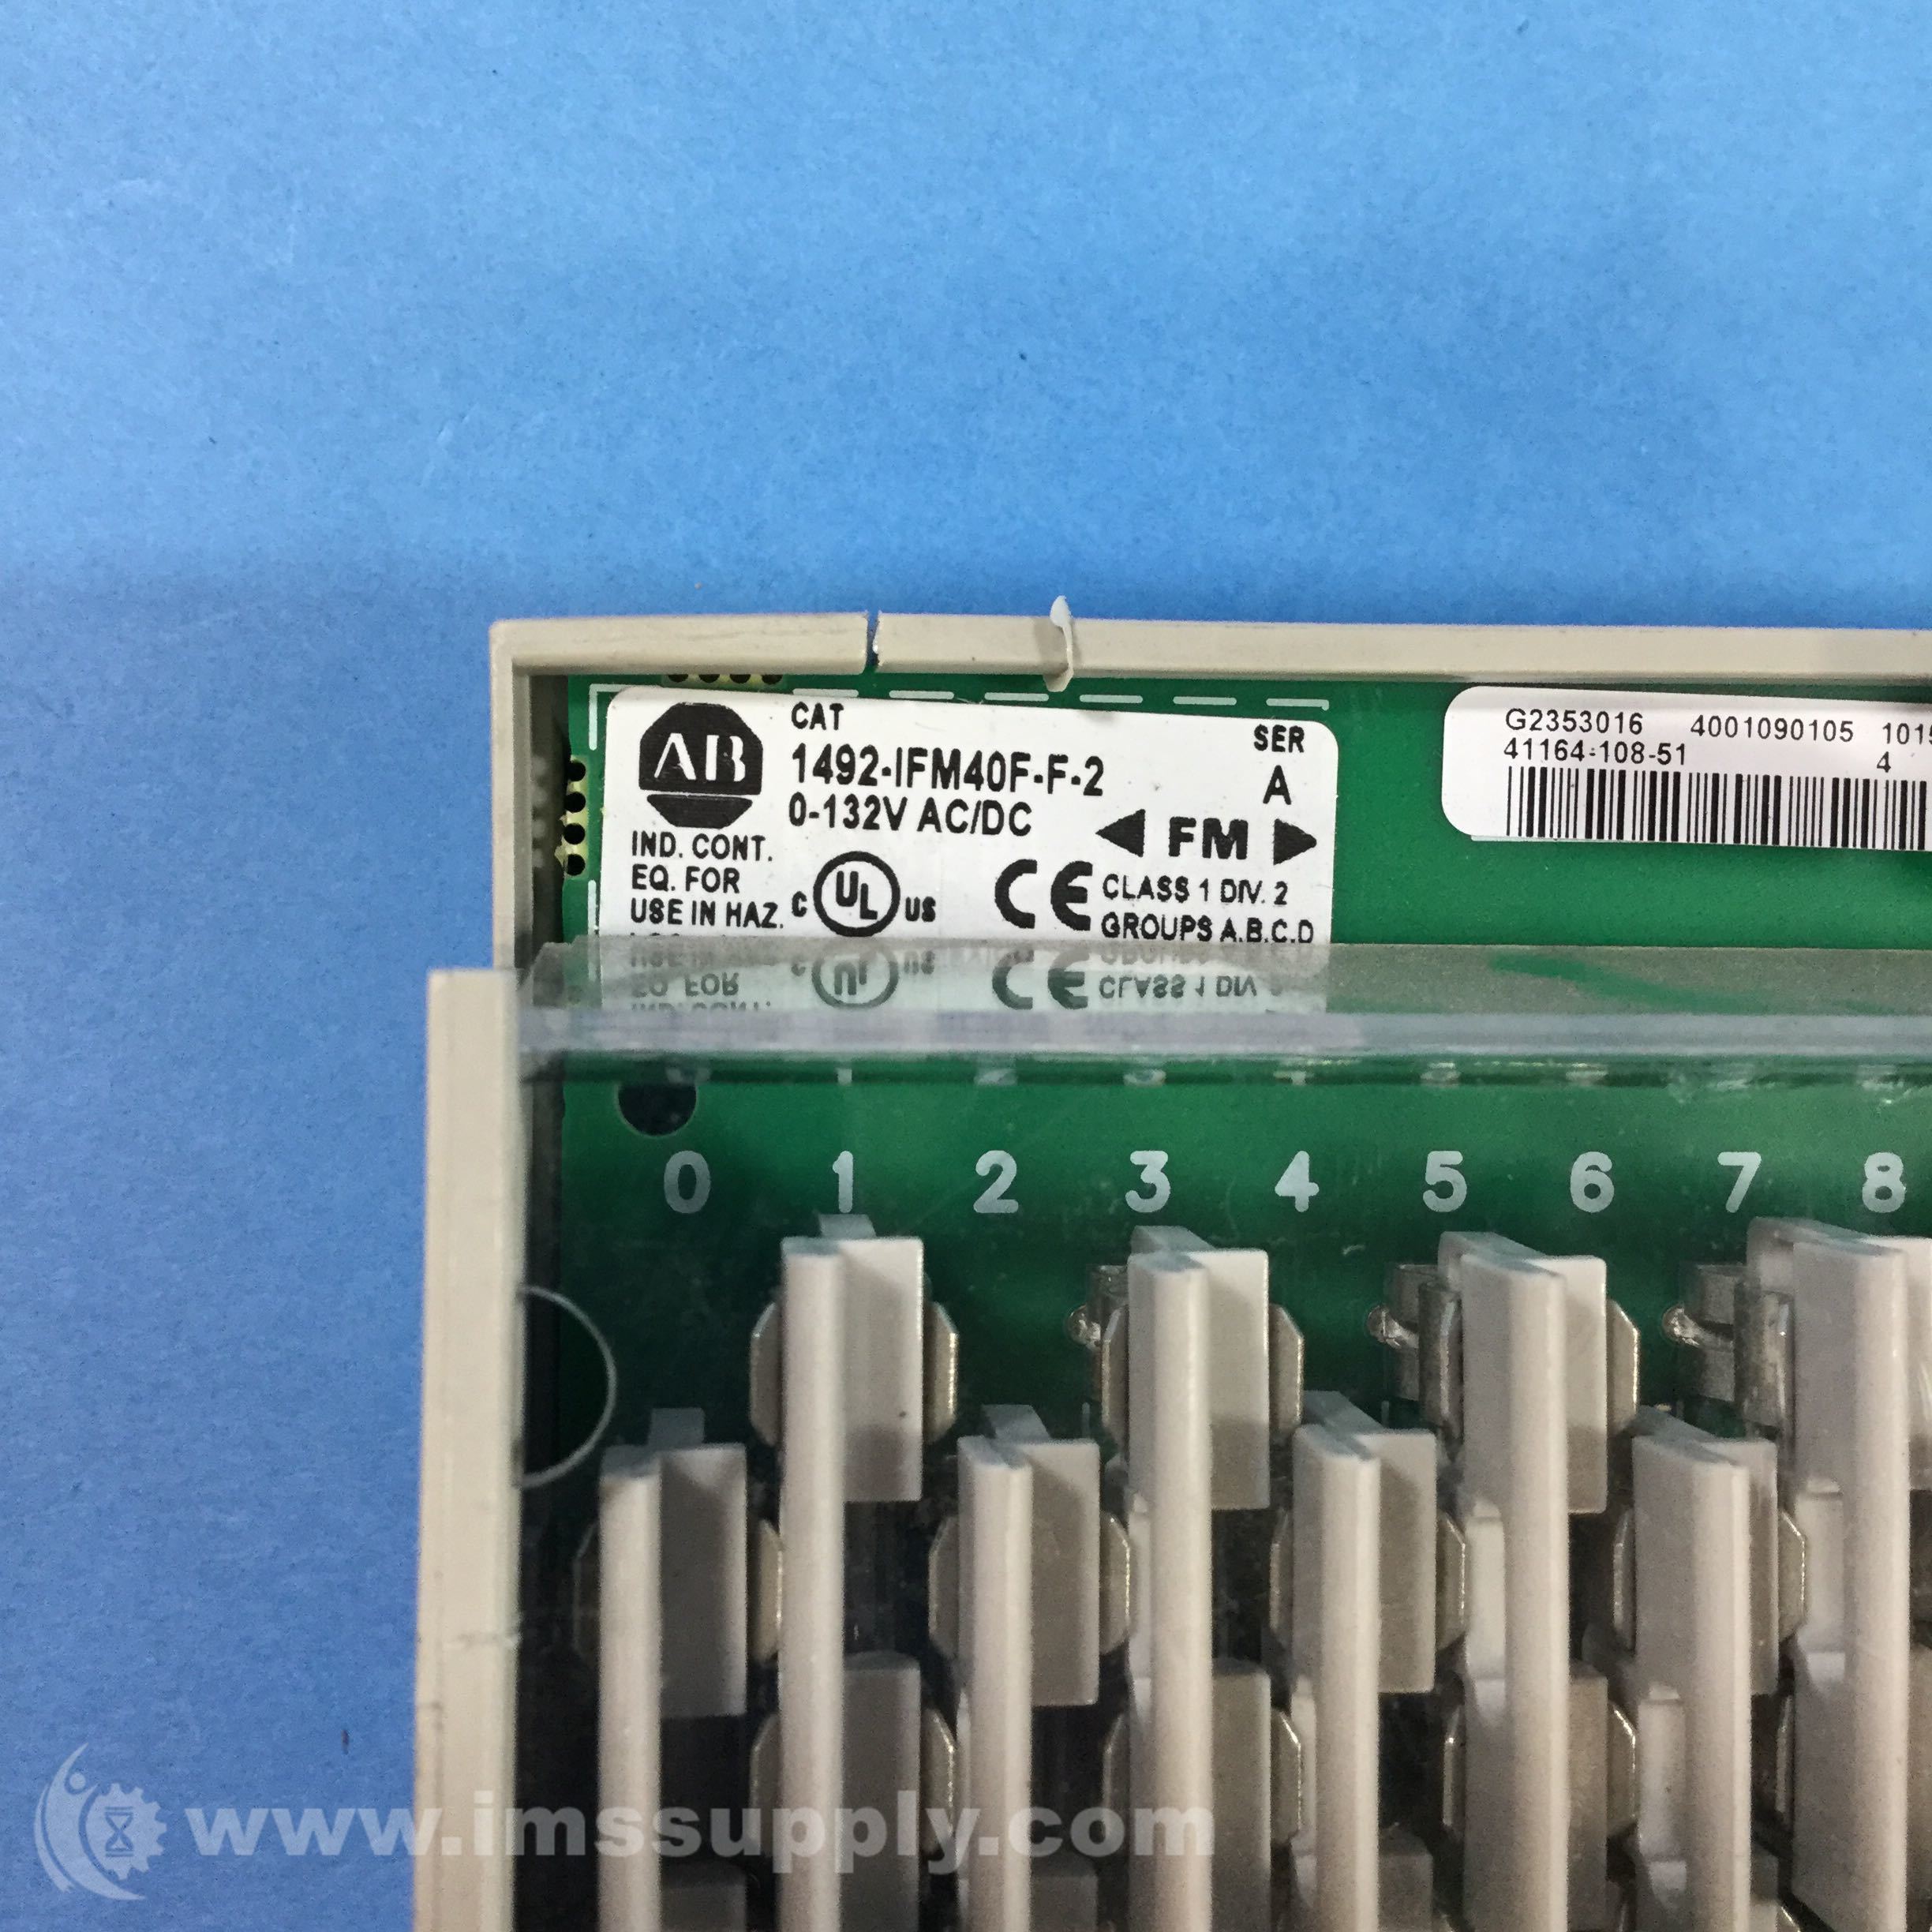 CAT
1492-IFM40F-F-2
0-132V AC/DC
SER
A
AB
IND. CONT.
EQ. FOR
USE IN HAZ.
C UL US
CE
FM
CLASS 1 DIV. 2
GROUPS A.B.C.D
G2353016 4001090105
41164-108-51 4
0 1 2 3 4 5 6 7 8
www.imssupply.com